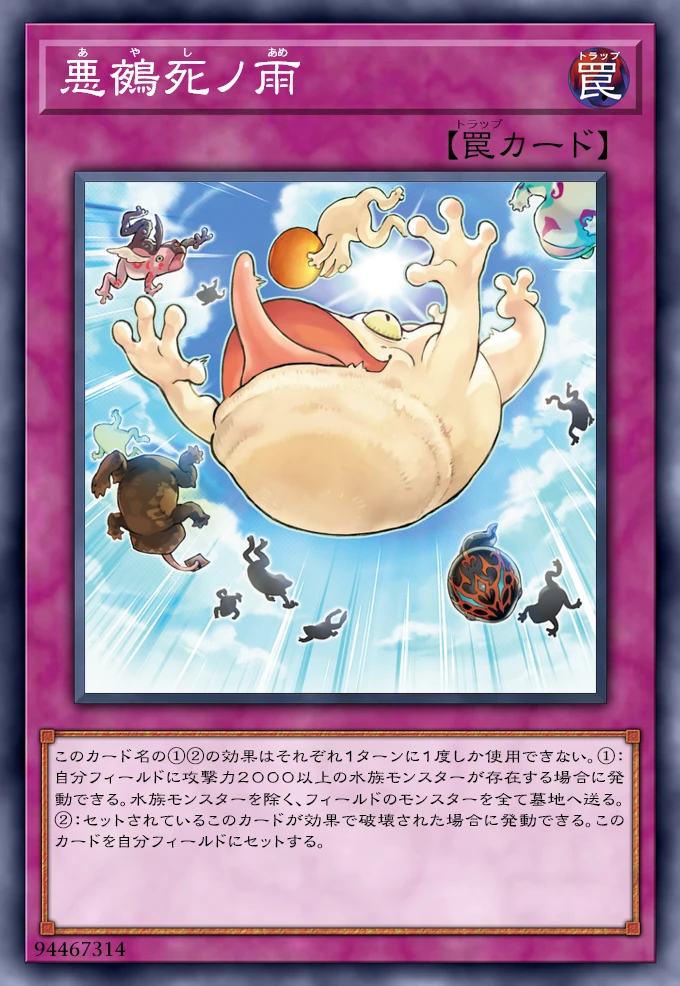 あやしあめ
悪鵺死ノ雨
トラップ
罠
トラップ
【罠カード】
このカード名の①②の効果はそれぞれ1ターンに1度しか使用できない。①:
自分フィールドに攻撃力2000以上の水族モンスターが存在する場合に発
動できる。水族モンスターを除く、フィールドのモンスターを全て墓地へ送る。
②:セットされているこのカードが効果で破壊された場合に発動できる。この
カードを自分フィールドにセットする。
94467314